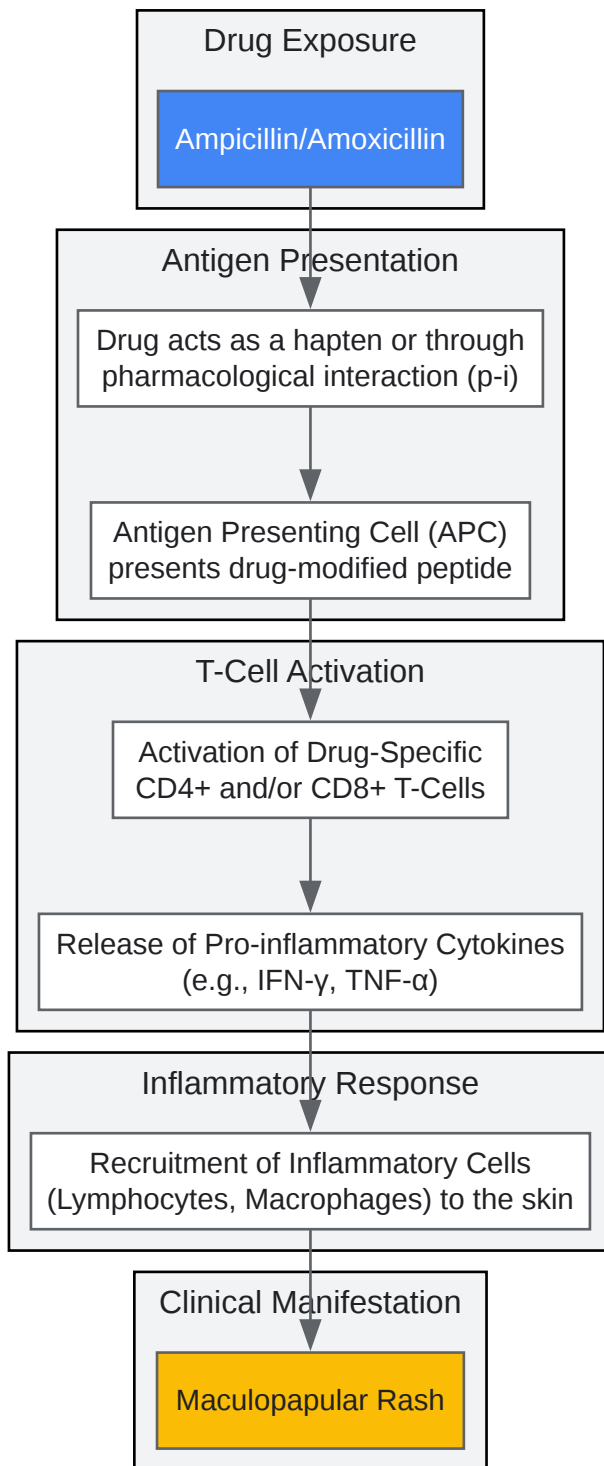 Drug Exposure
Ampicillin/Amoxicillin
Antigen Presentation
Drug acts as a hapten or through
pharmacological interaction (p-i)
Antigen Presenting Cell (APC)
presents drug-modified peptide
T-Cell Activation
Activation of Drug-Specific
CD4+ and/or CD8+ T-Cells
Release of Pro-inflammatory Cytokines
(e.g., IFN-γ, TNF-α)
Inflammatory Response
Recruitment of Inflammatory Cells
(Lymphocytes, Macrophages) to the skin
Clinical Manifestation
Maculopapular Rash